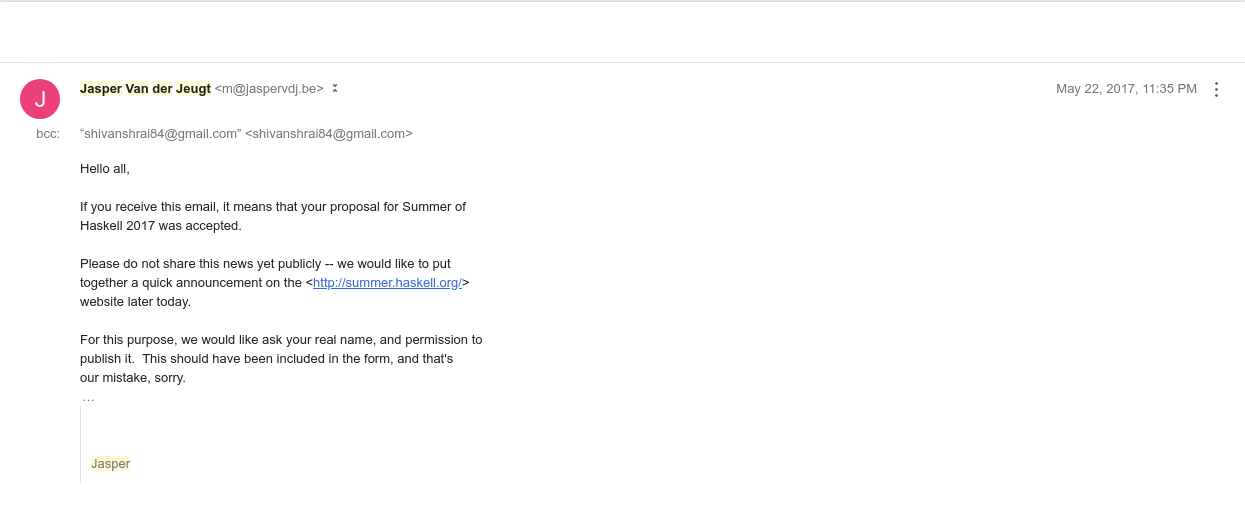 J
Jasper Van der Jeugt <m@jaspervdj.be>
May 22, 2017, 11:35 PM
bcc: “shivanshrai84@gmail.com” <shivanshrai84@gmail.com>
Hello all,
If you receive this email, it means that your proposal for Summer of
Haskell 2017 was accepted.
Please do not share this news yet publicly -- we would like to put
together a quick announcement on the <http://summer.haskell.org/>
website later today.
For this purpose, we would like ask your real name, and permission to
publish it.  This should have been included in the form, and that's
our mistake, sorry.
...
Jasper